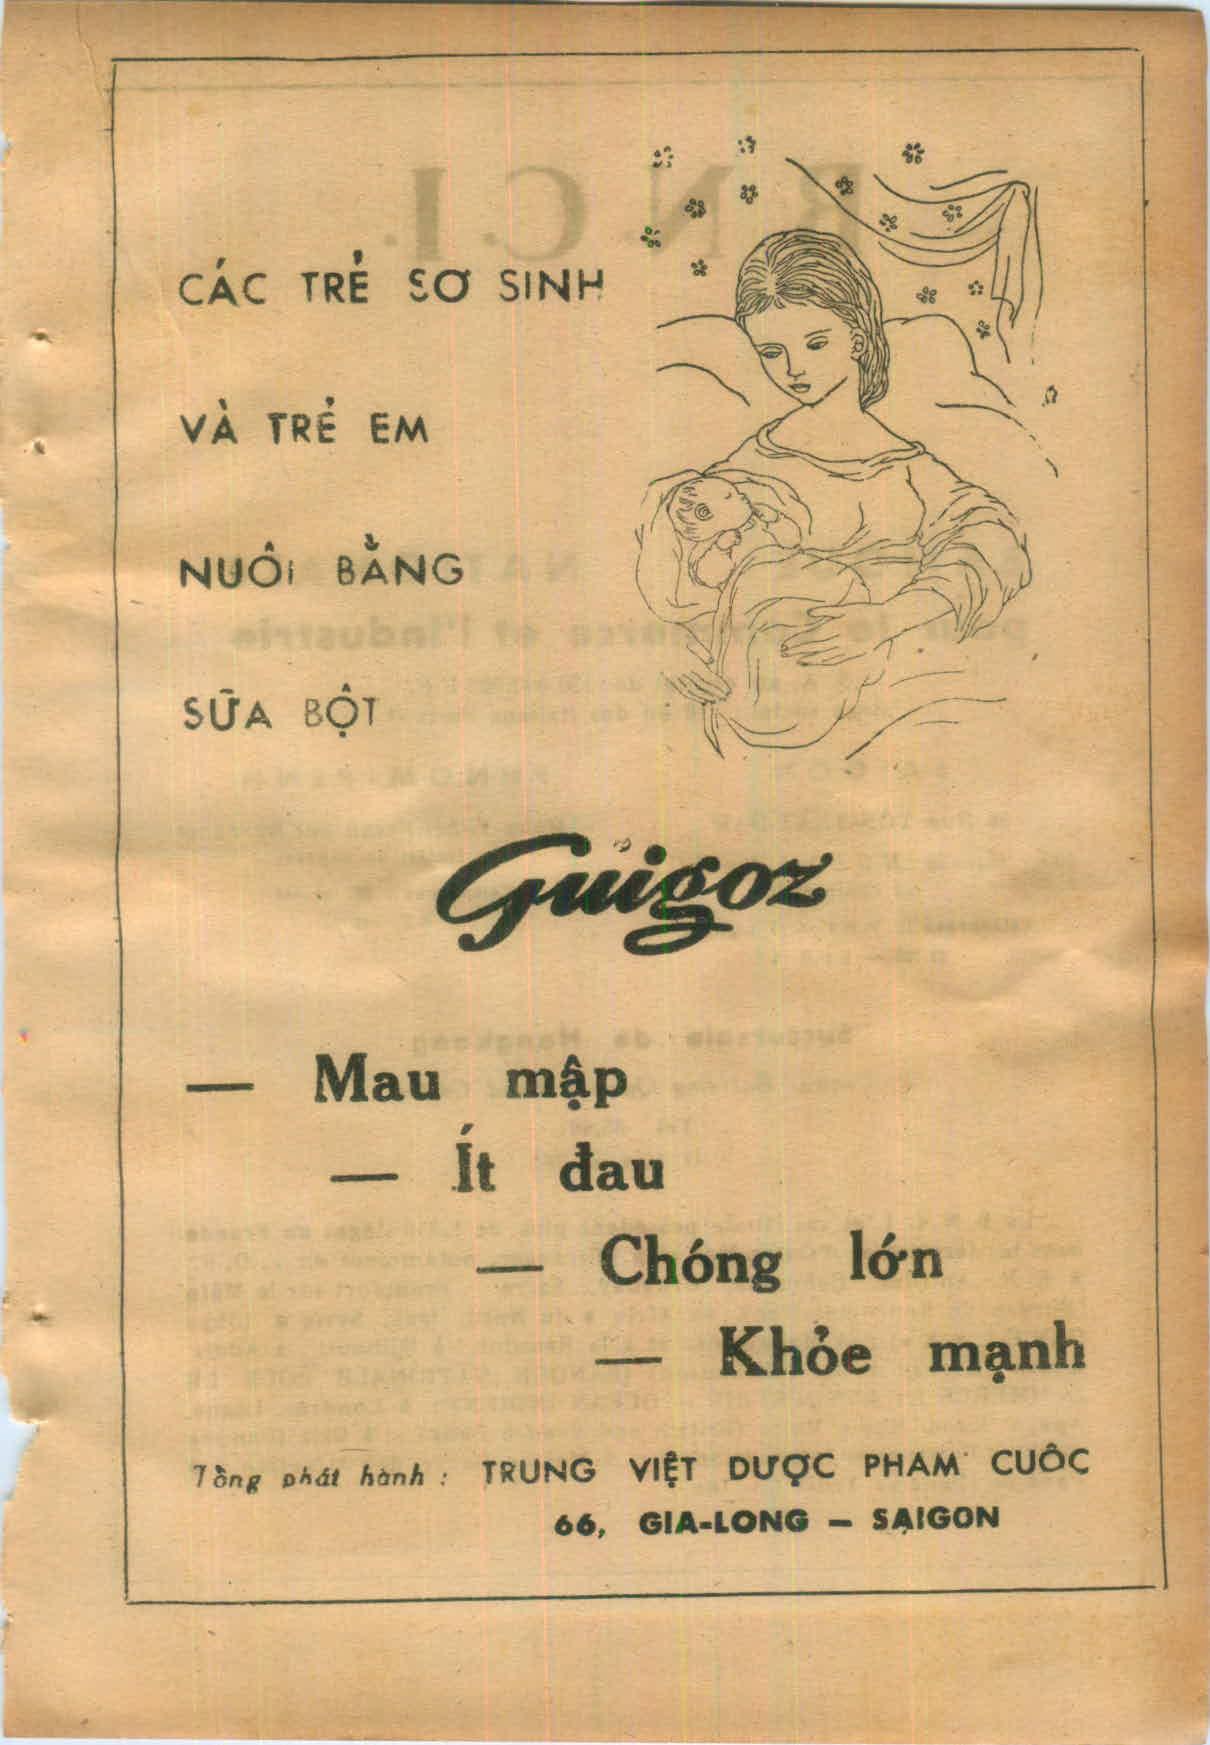 CÁC TRẺ SƠ SINH
VÀ TRẺ EM
NUÔI BẰNG
SỮA BỘT
Guigoz
— Mau mập
— Ít đau
— Chóng lớn
— Khỏe mạnh
Tổng phát hành : TRUNG VIỆT DƯỢC PHAM CUÔC
66, GIA-LONG — SAIGON